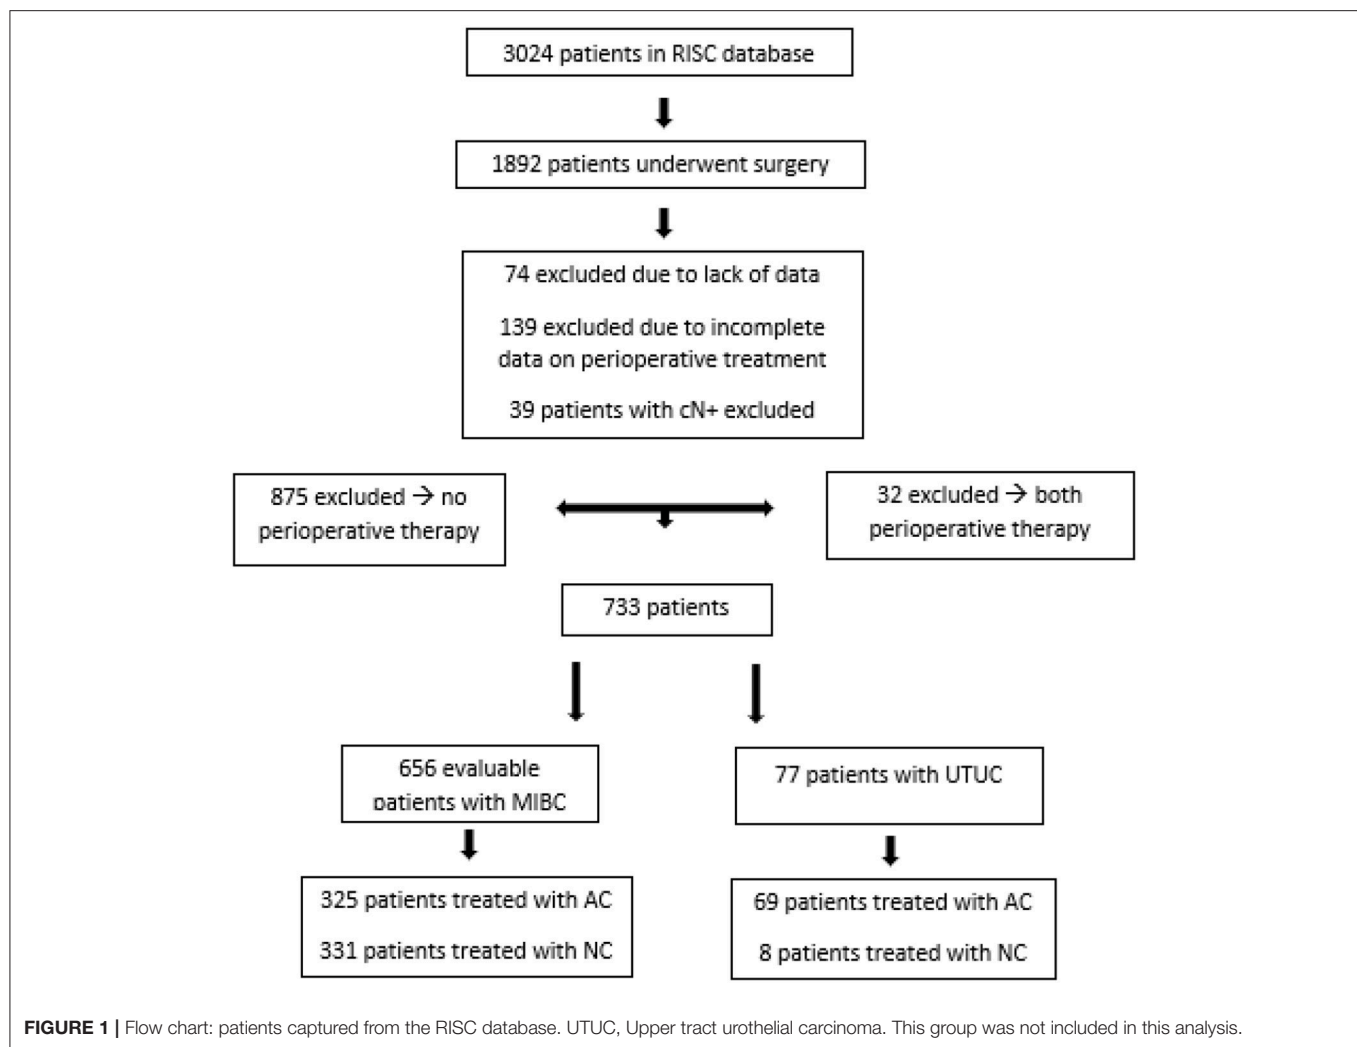 3024 patients in RISC database
1892 patients underwent surgery
74 excluded due to lack of data
139 excluded due to incomplete
data on perioperative treatment
39 patients with cN+ excluded
875 excluded → no
perioperative therapy
32 excluded → both
perioperative therapy
733 patients
656 evaluable
patients with MIBC
77 patients with UTUC
325 patients treated with AC
331 patients treated with NC
69 patients treated with AC
8 patients treated with NC
FIGURE 1 | Flow chart: patients captured from the RISC database. UTUC, Upper tract urothelial carcinoma. This group was not included in this analysis.